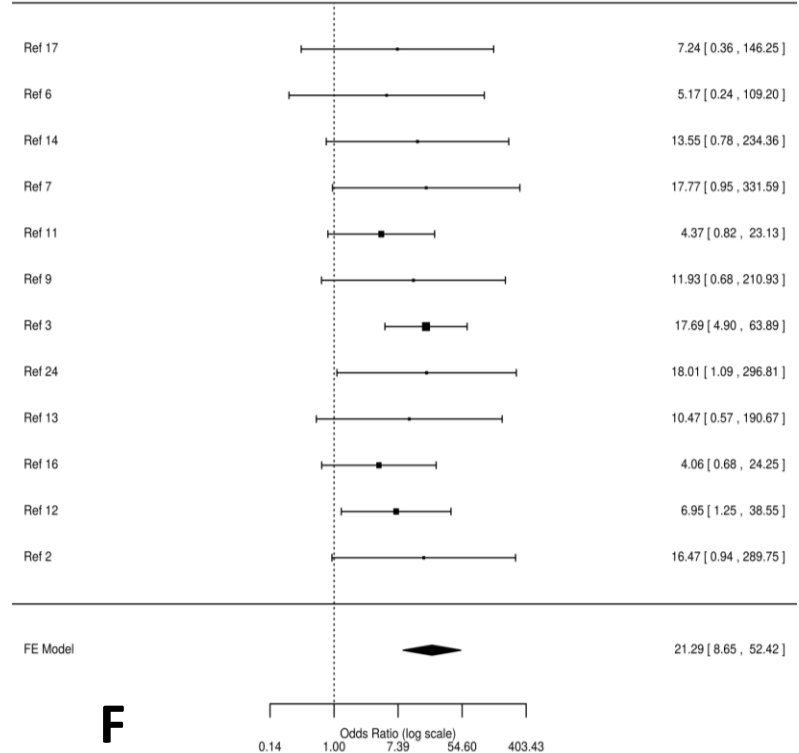 Ref 17 7.24 [ 0.36 , 146.25 ]
Ref 6 5.17 [ 0.24 , 109.20 ]
Ref 14 13.55 [ 0.78 , 234.36 ]
Ref 7 17.77 [ 0.95 , 331.59 ]
Ref 11 4.37 [ 0.82 , 23.13 ]
Ref 9 11.93 [ 0.68 , 210.93 ]
Ref 3 17.69 [ 4.90 , 63.89 ]
Ref 24 18.01 [ 1.09 , 296.81 ]
Ref 13 10.47 [ 0.57 , 190.67 ]
Ref 16 4.06 [ 0.68 , 24.25 ]
Ref 12 6.95 [ 1.25 , 38.55 ]
Ref 2 16.47 [ 0.94 , 289.75 ]
FE Model 21.29 [ 8.65 , 52.42 ]
F
Odds Ratio (log scale)
0.14 1.00 7.39 54.60 403.43